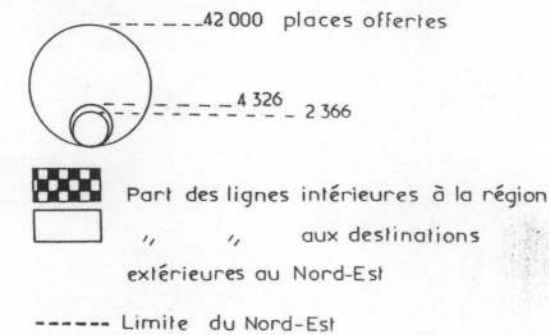 42 000 places offertes
4 326
2 366
Part des lignes intérieures à la région
〃 〃 aux destinations
extérieures au Nord-Est
Limite du Nord-Est